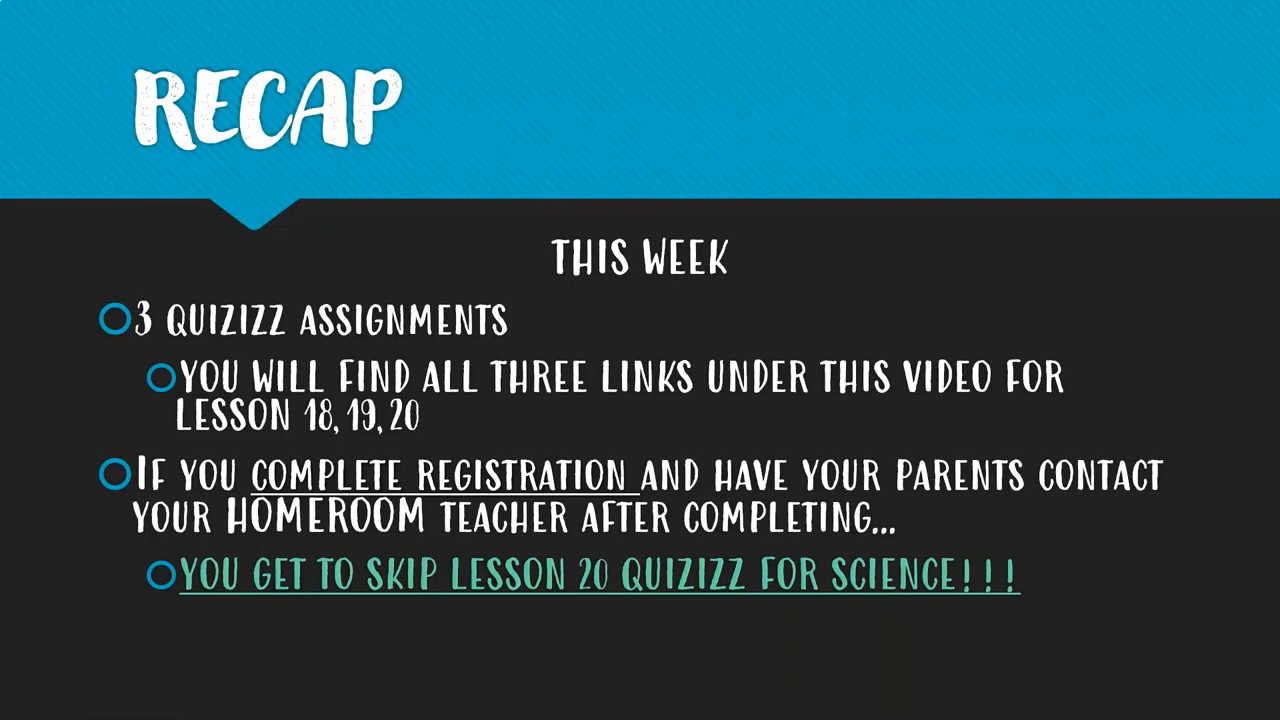 RECAP
THIS WEEK
3 QUIZIZZ ASSIGNMENTS
YOU WILL FIND ALL THREE LINKS UNDER THIS VIDEO FOR
LESSON 18, 19, 20
IF YOU COMPLETE REGISTRATION AND HAVE YOUR PARENTS CONTACT
YOUR HOMEROOM TEACHER AFTER COMPLETING...
YOU GET TO SKIP LESSON 20 QUIZIZZ FOR SCIENCE!!!